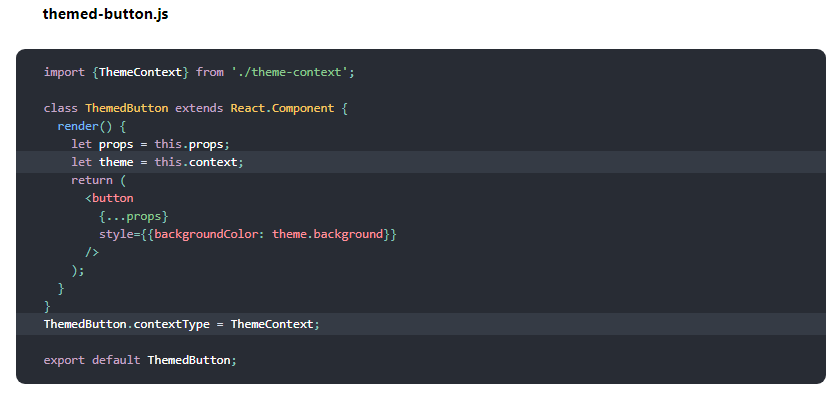 themed-button.js
import {ThemeContext} from './theme-context';
class ThemedButton extends React.Component {
render() {
let props = this.props;
let theme = this.context;
return (
<button
{...props}
style={{backgroundColor: theme.background}}
/>
);
}
}
ThemedButton.contextType = ThemeContext;
export default ThemedButton;